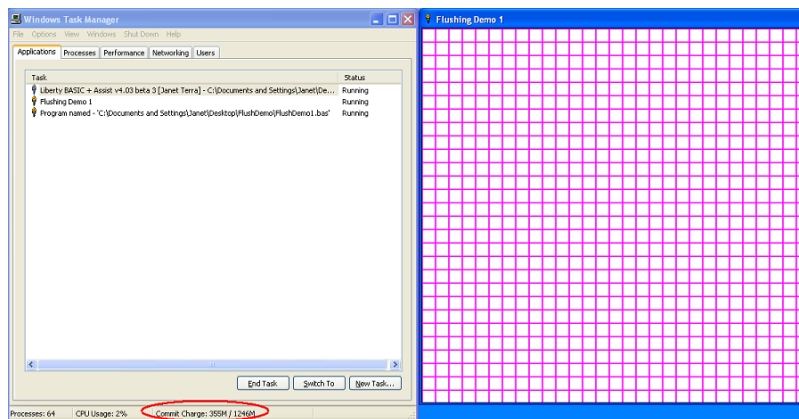 Windows Task Manager
File Options View Windows Shut Down Help
Applications Processes Performance Networking Users
Task Status
Liberty BASIC + Assist v4.03 beta 3 [Janet Terra] - C:\Documents and Settings\Janet\De... Running
Flushing Demo 1 Running
Program named - 'C:\Documents and Settings\Janet\Desktop\FlushDemo\FlushDemo1.bas' Running
End Task Switch To New Task...
Processes: 64 CPU Usage: 2% Commit Charge: 355M / 1246M
Flushing Demo 1